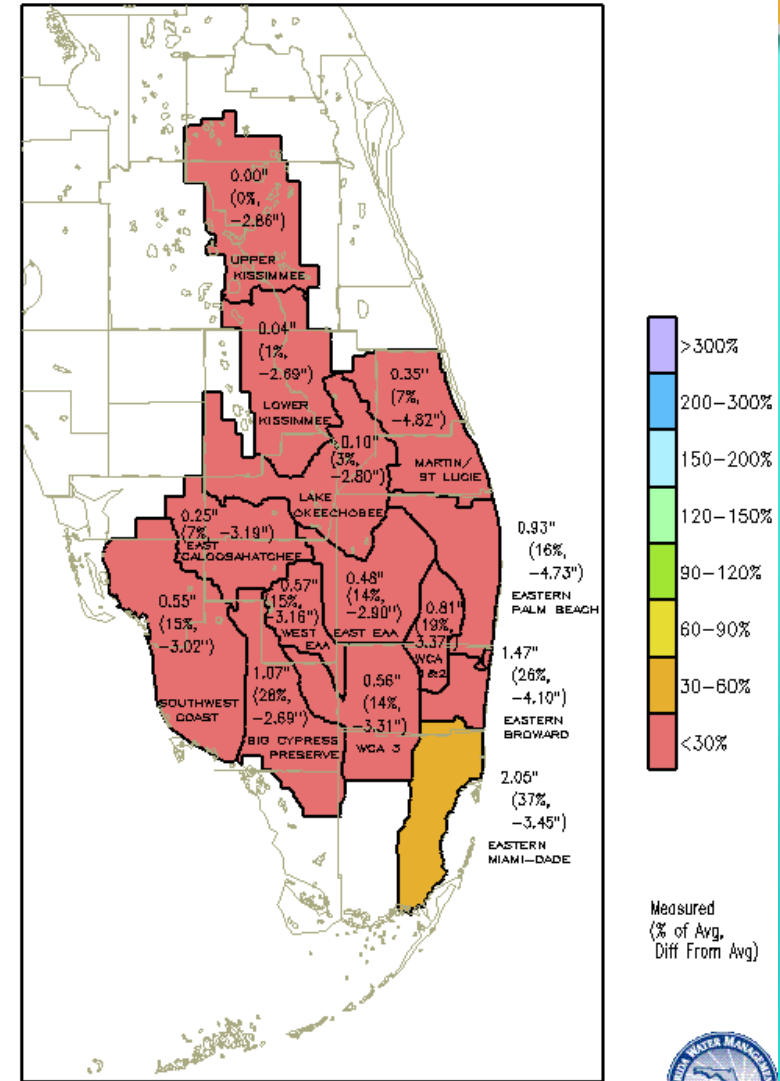 0.00"
(0%,
-2.86")
UPPER
KISSIMMEE
0.04"
(1%,
-2.69")
LOWER
KISSIMMEE
0.35"
(7%,
-4.82")
MARTIN/
ST LUCIE
0.10"
(3%,
-2.80")
LAKE
OKEECHOBEE
0.25"
(7%, -3.19")
EAST
CALOOSAHATCHEE
0.55"
(15%,
-3.02")
SOUTHWEST
COAST
0.57"
(15%,
-3.16")
WEST
EAA
0.48"
(14%,
-2.90")
EAST EAA
0.81"
(19%,
-3.37")
WCA
1&2
1.07"
(28%,
-2.69")
BIG CYPRESS
PRESERVE
0.56"
(14%,
-3.31")
WCA 3
0.93"
(16%,
-4.73")
EASTERN
PALM BEACH
1.47"
(26%,
-4.10")
EASTERN
BROWARD
2.05"
(37%,
-3.45")
EASTERN
MIAMI-DADE
>300%
200-300%
150-200%
120-150%
90-120%
60-90%
30-60%
<30%
Measured
(% of Avg,
Diff From Avg)
WATER